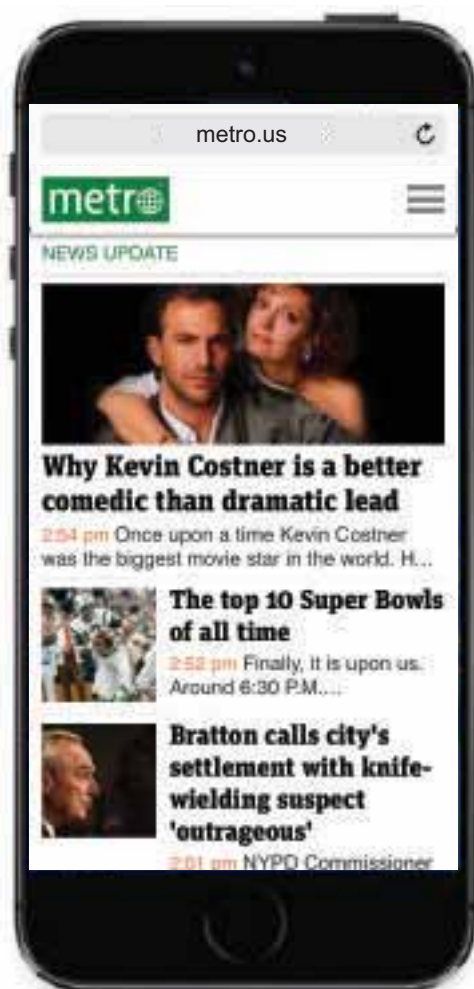 metro.us
metro
NEWS UPDATE
Why Kevin Costner is a better
comedic than dramatic lead
2:54 pm Once upon a time Kevin Costner
was the biggest movie star in the world. H...
The top 10 Super Bowls
of all time
2:52 pm Finally, it is upon us.
Around 6:30 P.M....
Bratton calls city's
settlement with knife-
wielding suspect
'outrageous'
2:01 pm NYPD Commissioner